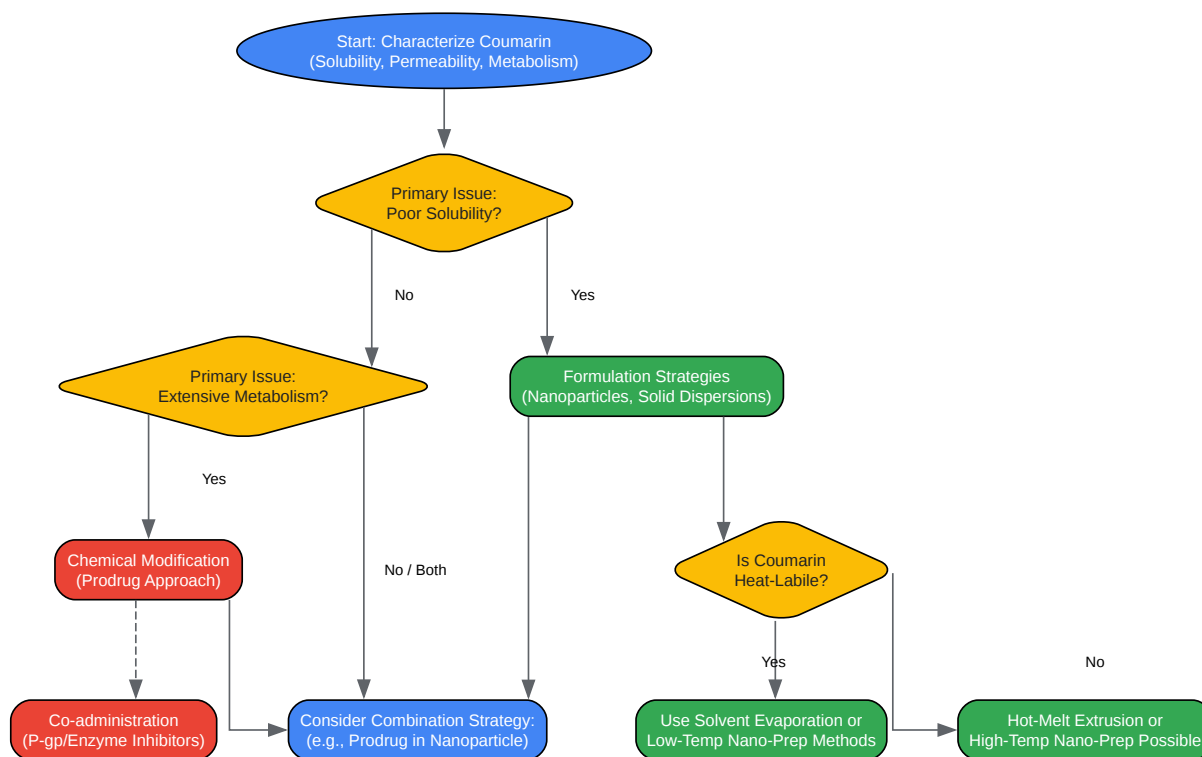 Start: Characterize Coumarin
(Solubility, Permeability, Metabolism)
Primary Issue:
Poor Solubility?
No
Yes
Primary Issue:
Extensive Metabolism?
Formulation Strategies
(Nanoparticles, Solid Dispersions)
Yes
Chemical Modification
(Prodrug Approach)
No / Both
Is Coumarin
Heat-Labile?
Yes
No
Co-administration
(P-gp/Enzyme Inhibitors)
Consider Combination Strategy:
(e.g., Prodrug in Nanoparticle)
Use Solvent Evaporation or
Low-Temp Nano-Prep Methods
Hot-Melt Extrusion or
High-Temp Nano-Prep Possible